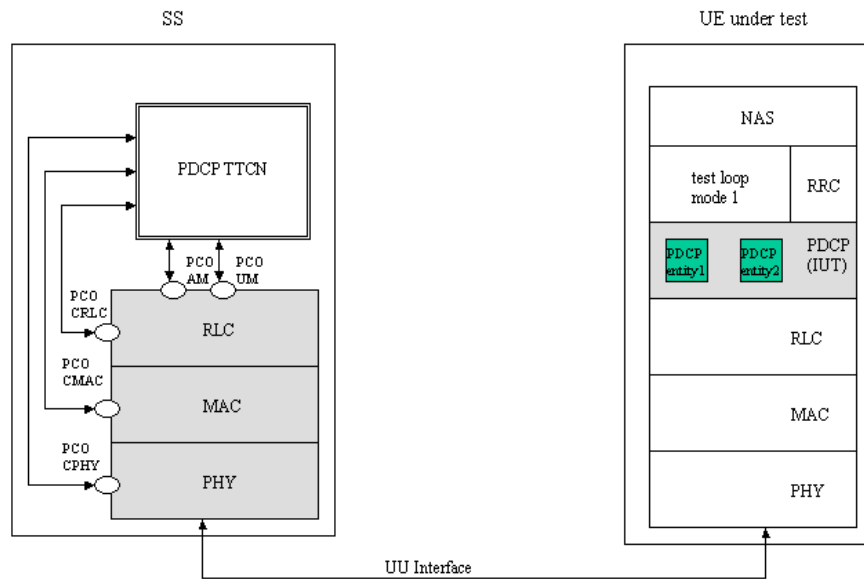 SS
UE under test
PDCP TTCN
PCO
AM
PCO
UM
PCO
CRLC
RLC
PCO
CMAC
MAC
PCO
CPHY
PHY
NAS
test loop
mode 1
RRC
PDCP
entity1
PDCP
entity2
PDCP
(IUT)
RLC
MAC
PHY
UU Interface